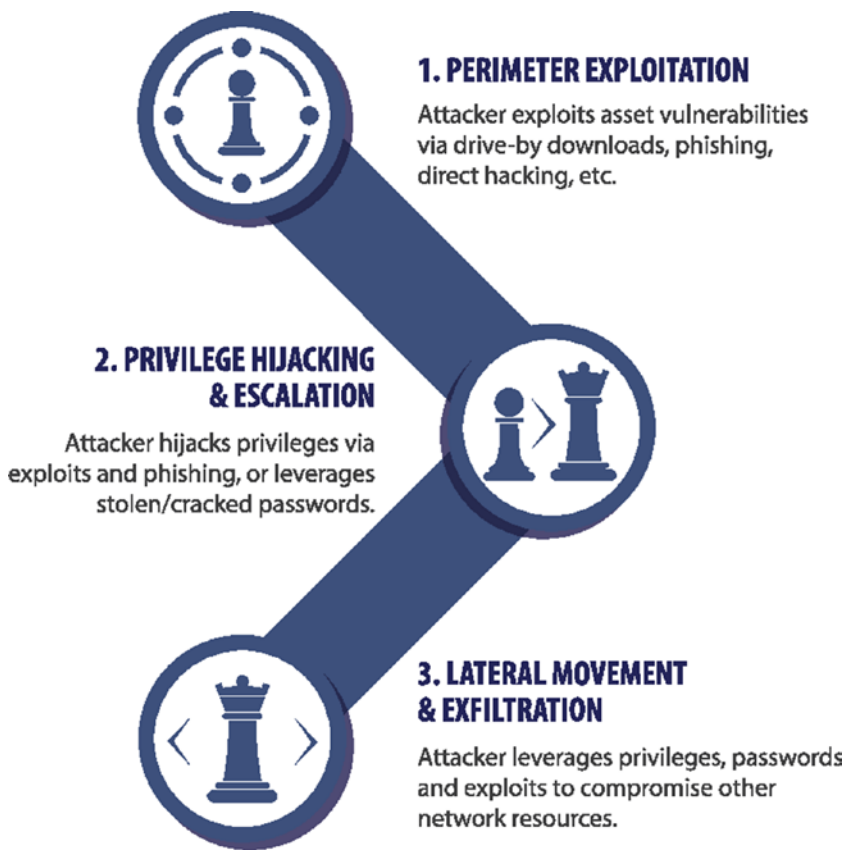 1. PERIMETER EXPLOITATION
Attacker exploits asset vulnerabilities
via drive-by downloads, phishing,
direct hacking, etc.
2. PRIVILEGE HIJACKING
& ESCALATION
Attacker hijacks privileges via
exploits and phishing, or leverages
stolen/cracked passwords.
3. LATERAL MOVEMENT
& EXFILTRATION
Attacker leverages privileges, passwords
and exploits to compromise other
network resources.